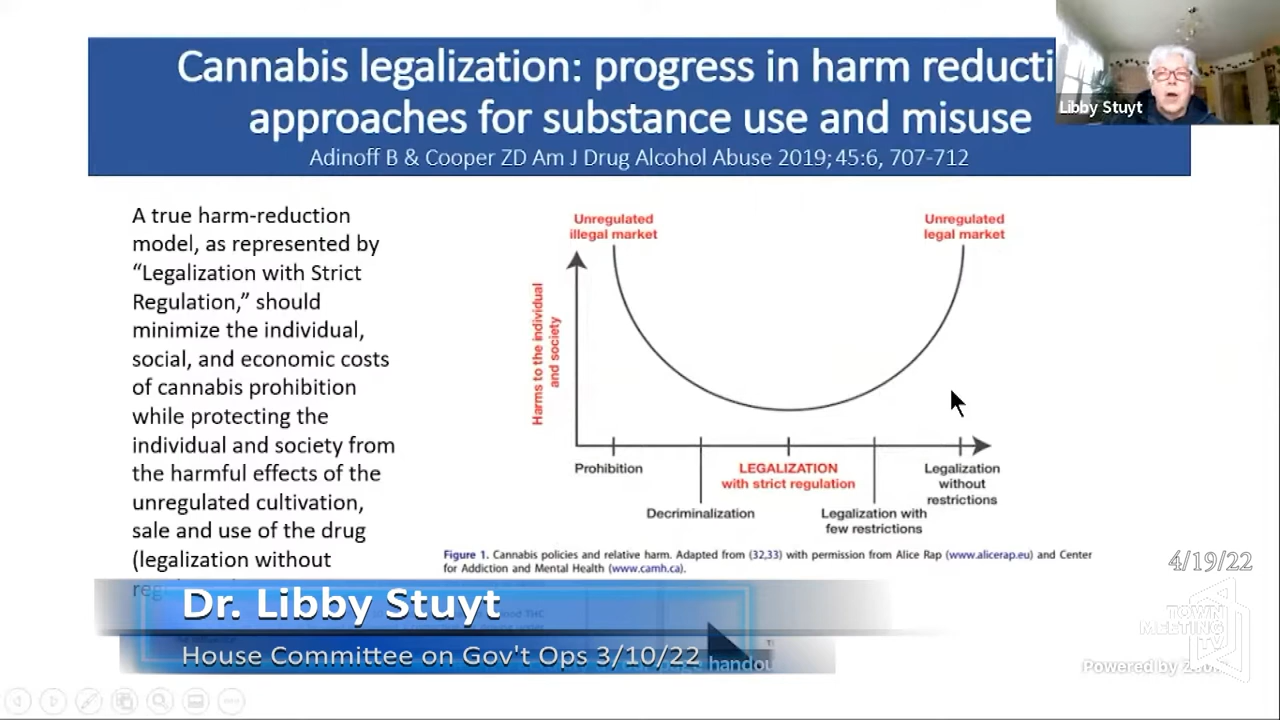 Cannabis legalization: progress in harm reducti
approaches for substance use and misuse
Adinoff B & Cooper ZD Am J Drug Alcohol Abuse 2019; 45:6, 707-712
Libby Stuyt
A true harm-reduction
model, as represented by
“Legalization with Strict
Regulation,” should
minimize the individual,
social, and economic costs
of cannabis prohibition
while protecting the
individual and society from
the harmful effects of the
unregulated cultivation,
sale and use of the drug
(legalization without
Unregulated
illegal market
Unregulated
legal market
Harms to the individual
and society
Prohibition
Decriminalization
LEGALIZATION
with strict regulation
Legalization with
few restrictions
Legalization
without
restrictions
Figure 1. Cannabis policies and relative harm. Adapted from (32,33) with permission from Alice Rap (www.alicerap.eu) and Center
for Addiction and Mental Health (www.camh.ca).
4/19/22
TOWN
MEETING
TV
Dr. Libby Stuyt
House Committee on Gov't Ops 3/10/22
handou
Powered by Zoom